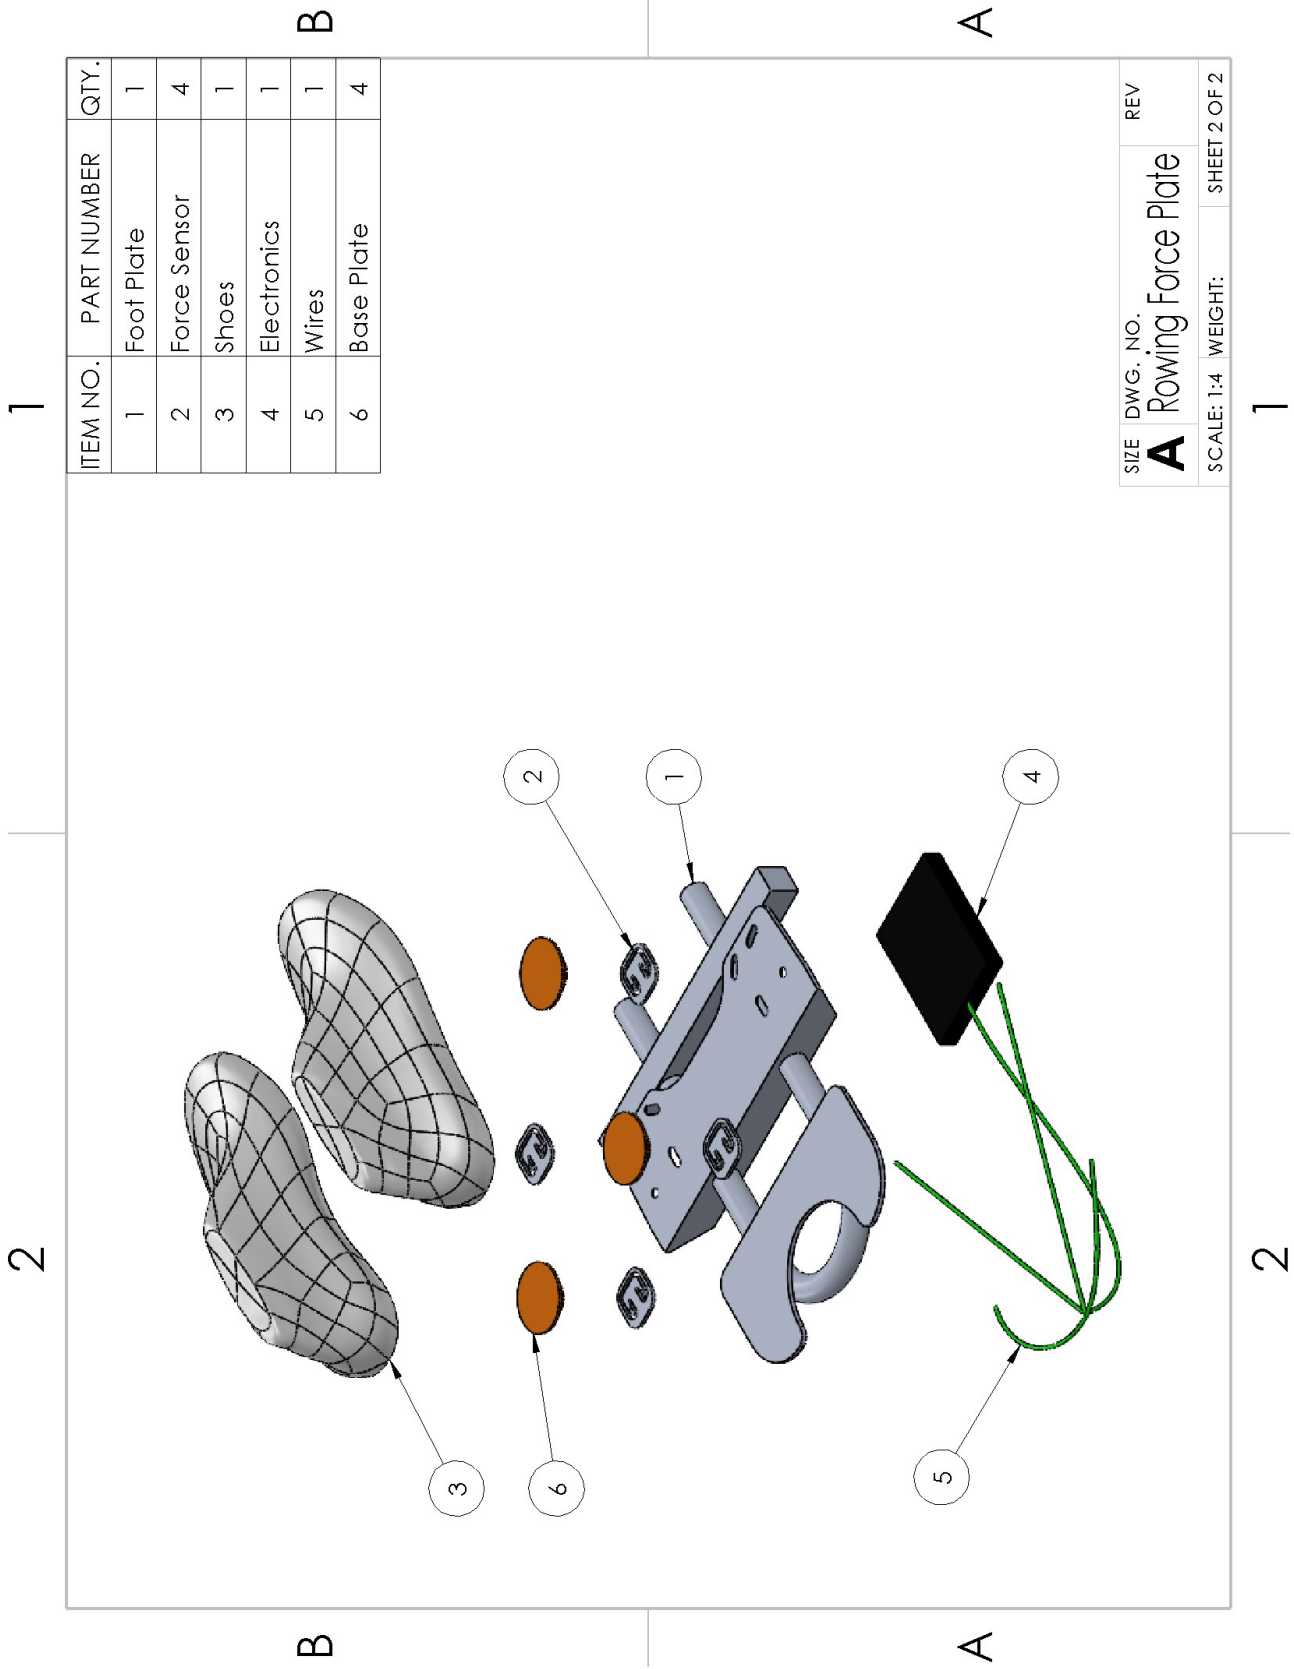 2
1
B
B
A
A
2
1
ITEM NO. PART NUMBER QTY.
1 Foot Plate 1
2 Force Sensor 4
3 Shoes 1
4 Electronics 1
5 Wires 1
6 Base Plate 4
3
6
5
2
1
4
SIZE DWG. NO. REV
A Rowing Force Plate
SCALE: 1:4 WEIGHT: SHEET 2 OF 2